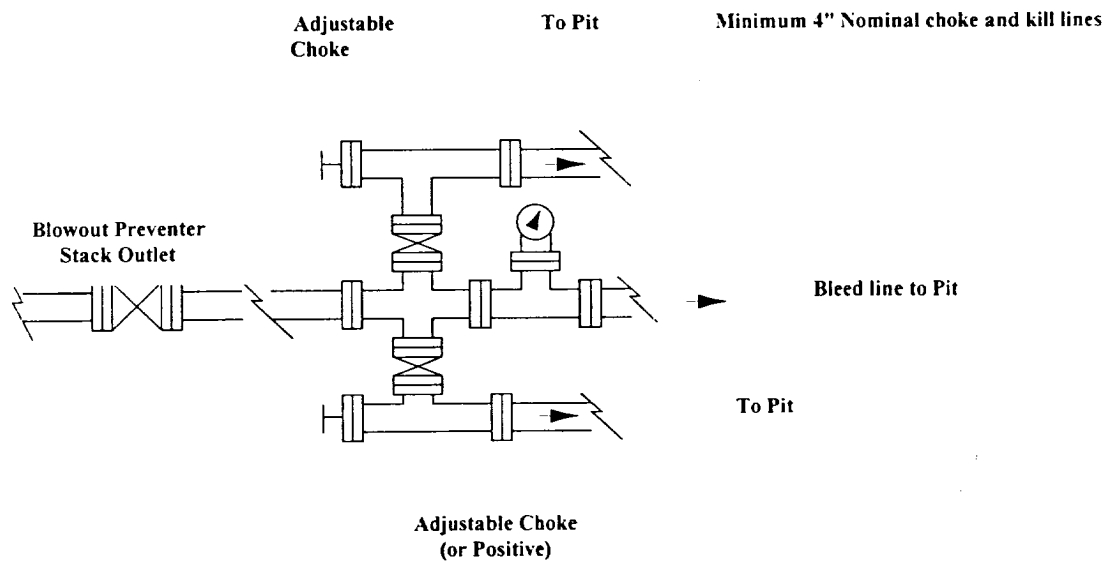 Adjustable
Choke
To Pit
Minimum 4" Nominal choke and kill lines
Blowout Preventer
Stack Outlet
Bleed line to Pit
To Pit
Adjustable Choke
(or Positive)